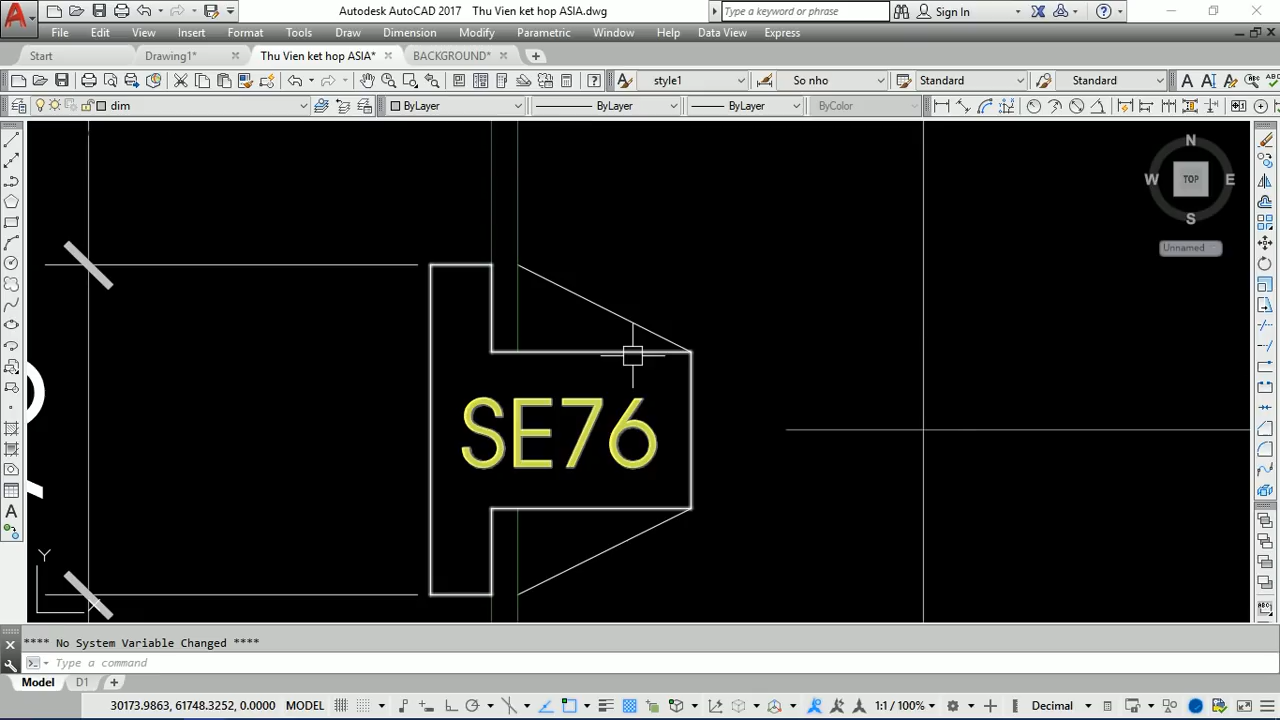 Autodesk AutoCAD 2017 Thu Vien ket hop ASIA.dwg
Type a keyword or phrase
Sign In
File Edit View Insert Format Tools Draw Dimension Modify Parametric Window Help Data View Express
Start Drawing1* Thu Vien ket hop ASIA* BACKGROUND*
style1 So nho Standard Standard
dim ByLayer ByLayer ByLayer ByColor
N
W TOP E
S
Unnamed
SE76
Y
**** No System Variable Changed ****
Type a command
Model D1
30173.9863, 61748.3252, 0.0000 MODEL 1:1 / 100% Decimal